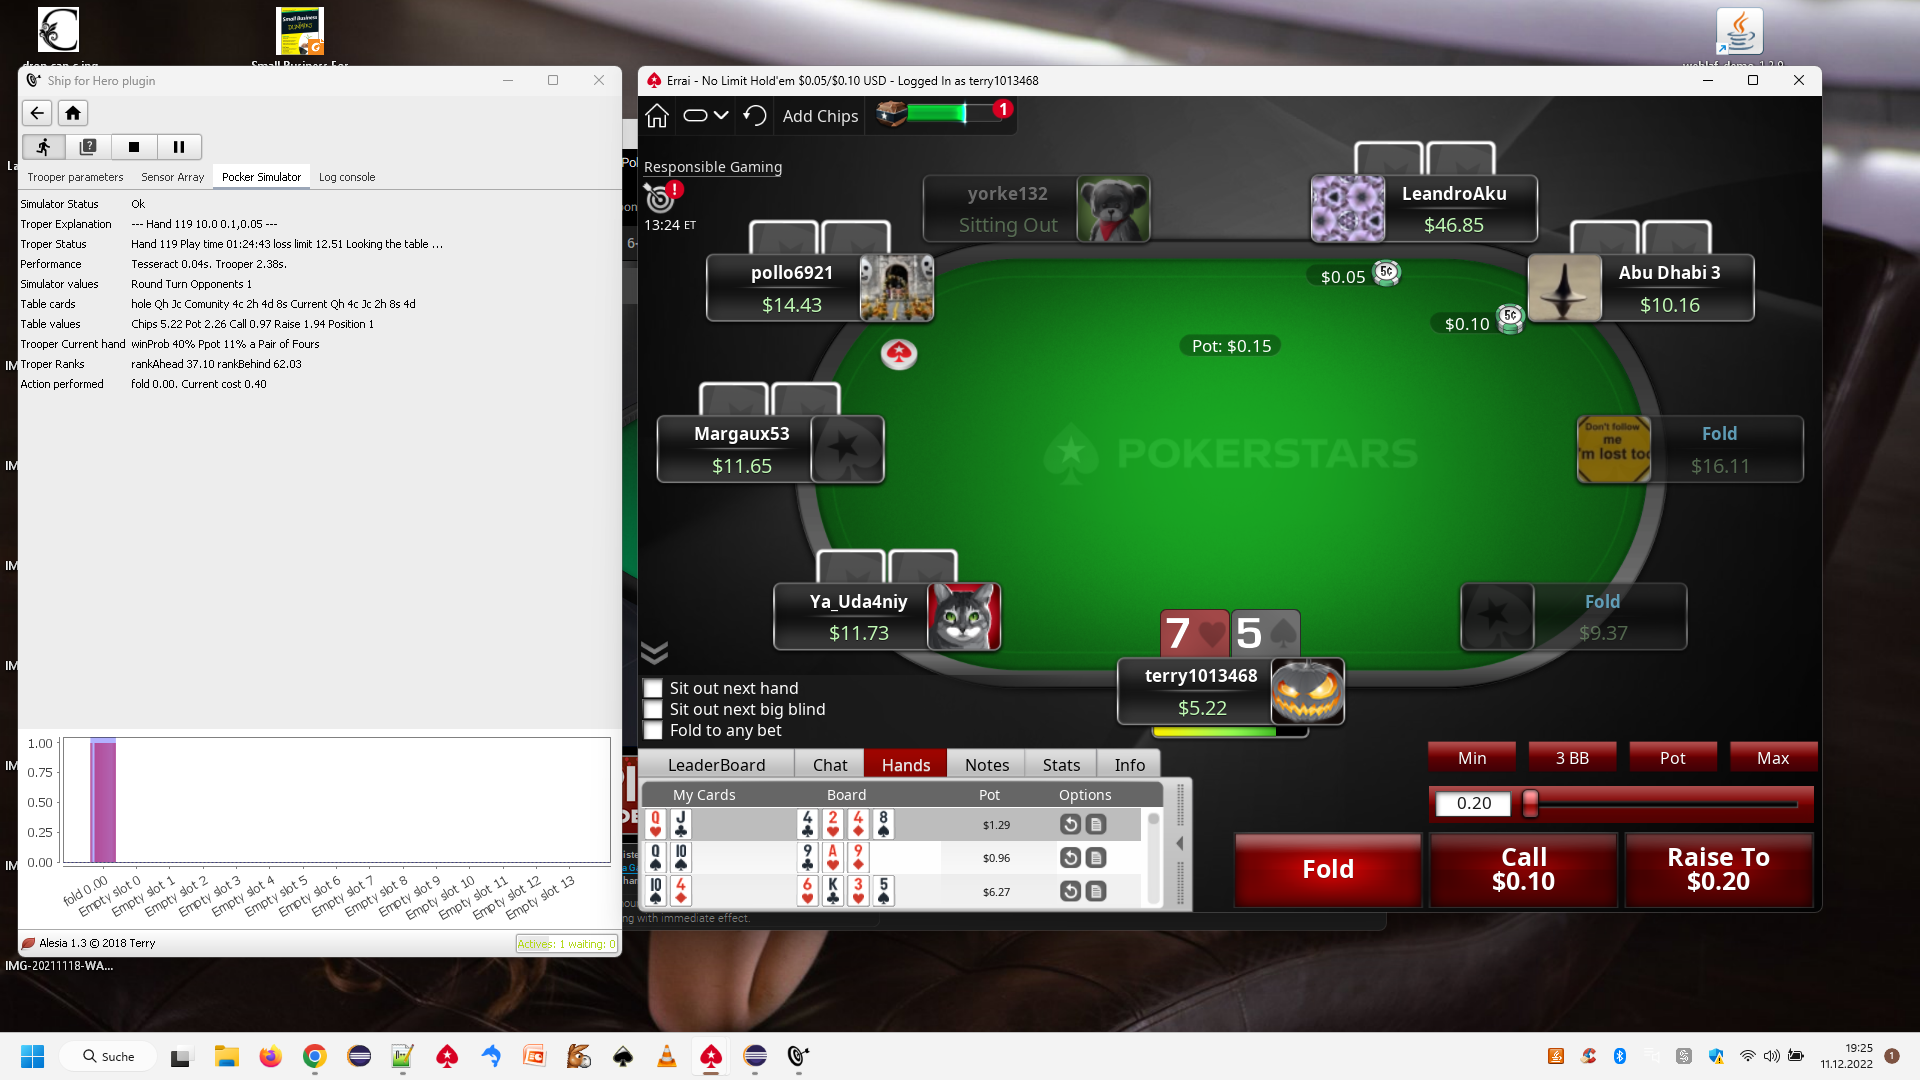 Ship for Hero plugin
Trooper parameters
Sensor Array
Pocker Simulator
Log console
Simulator Status Ok
Troper Explanation --- Hand 119 10.0 0.1,0.05 ---
Troper Status Hand 119 Play time 01:24:43 loss limit 12.51 Looking the table ...
Performance Tesseract 0.04s. Trooper 2.38s.
Simulator values Round Turn Opponents 1
Table cards hole Qh Jc Comunity 4c 2h 4d 8s Current Qh 4c Jc 2h 8s 4d
Table values Chips 5.22 Pot 2.26 Call 0.97 Raise 1.94 Position 1
Trooper Current hand winProb 40% Ppot 11% a Pair of Fours
Troper Ranks rankAhead 37.10 rankBehind 62.03
Action performed fold 0.00. Current cost 0.40
1.00
0.75
0.50
0.25
0.00
fold 0.00
Empty slot 0
Empty slot 1
Empty slot 2
Empty slot 3
Empty slot 4
Empty slot 5
Empty slot 6
Empty slot 7
Empty slot 8
Empty slot 9
Empty slot 10
Empty slot 11
Empty slot 12
Empty slot 13
Alesia 1.3 © 2018 Terry
Actives: 1 waiting: 0
IMG-20211118-WA...
Errai - No Limit Hold'em $0.05/$0.10 USD - Logged In as terry1013468
Add Chips
1
Responsible Gaming
13:24 ET
yorke132
Sitting Out
LeandroAku
$46.85
pollo6921
$14.43
$0.05
5¢
Abu Dhabi 3
$10.16
$0.10
5¢
Pot: $0.15
Margaux53
$11.65
POKERSTARS
Don't follow
me
'm lost too
Fold
$16.11
Ya_Uda4niy
$11.73
7 5
Fold
$9.37
terry1013468
$5.22
Sit out next hand
Sit out next big blind
Fold to any bet
LeaderBoard
Chat
Hands
Notes
Stats
Info
My Cards Board Pot Options
Q J 4 2 4 8 $1.29
Q 10 9 A 9 $0.96
10 4 6 K 3 5 $6.27
ng with immediate effect.
Min
3 BB
Pot
Max
0.20
Fold
Call
$0.10
Raise To
$0.20
Suche
19:25
11.12.2022
1